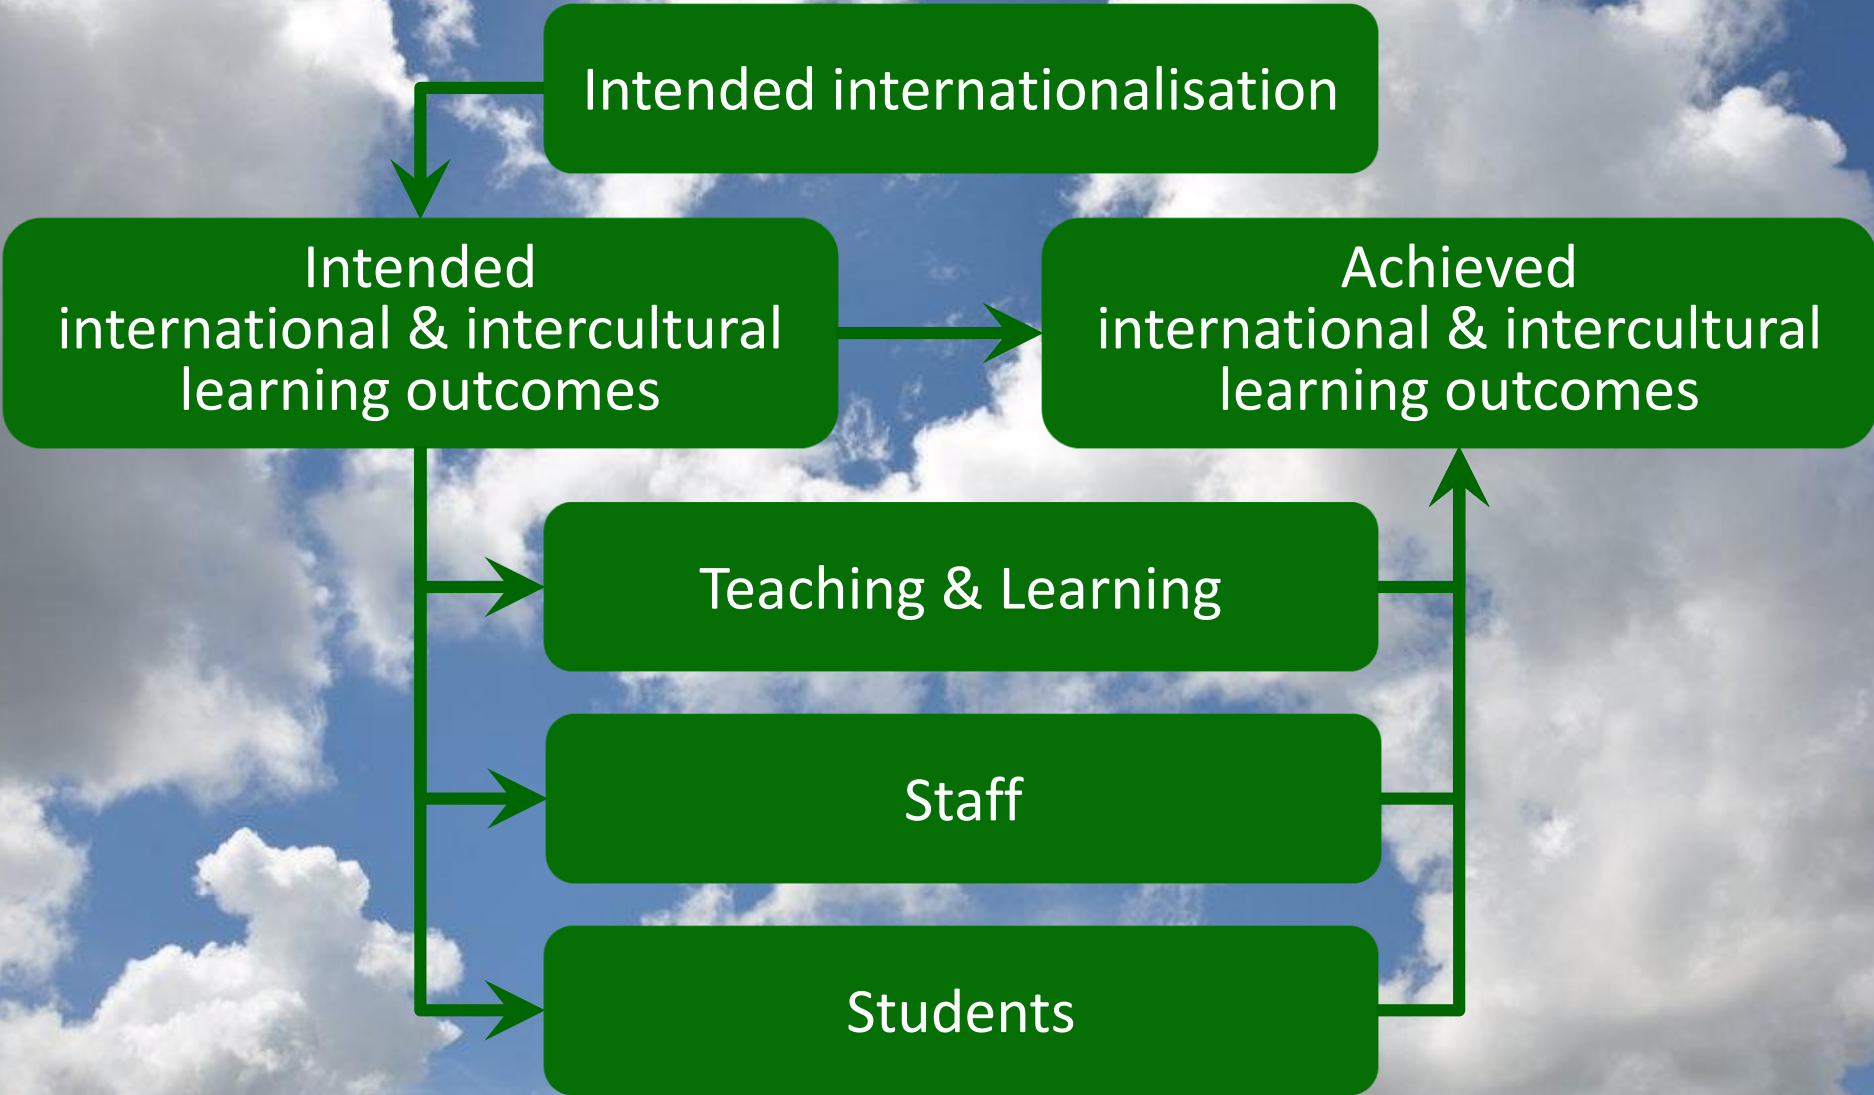 Intended internationalisation
Intended
international & intercultural
learning outcomes
Achieved
international & intercultural
learning outcomes
Teaching & Learning
Staff
Students